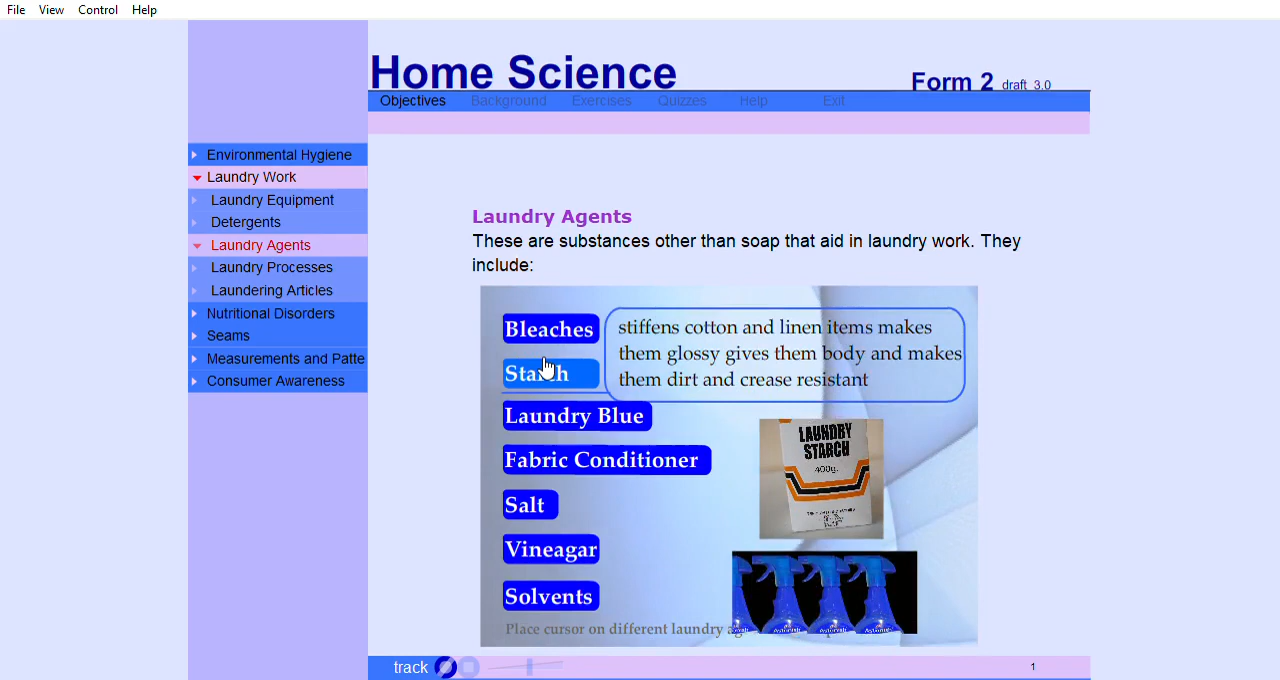 File View Control Help
Home Science
Form 2 draft 3.0
Objectives Background Exercises Quizzes Help Exit
Environmental Hygiene
Laundry Work
Laundry Equipment
Detergents
Laundry Agents
Laundry Processes
Laundering Articles
Nutritional Disorders
Seams
Measurements and Patte
Consumer Awareness
Laundry Agents
These are substances other than soap that aid in laundry work. They
include:
Bleaches
Starch
Laundry Blue
Fabric Conditioner
Salt
Vineagar
Solvents
stiffens cotton and linen items makes
them glossy gives them body and makes
them dirt and crease resistant
LAUNDRY
STARCH
400g.
Place cursor on different laundry
track
1